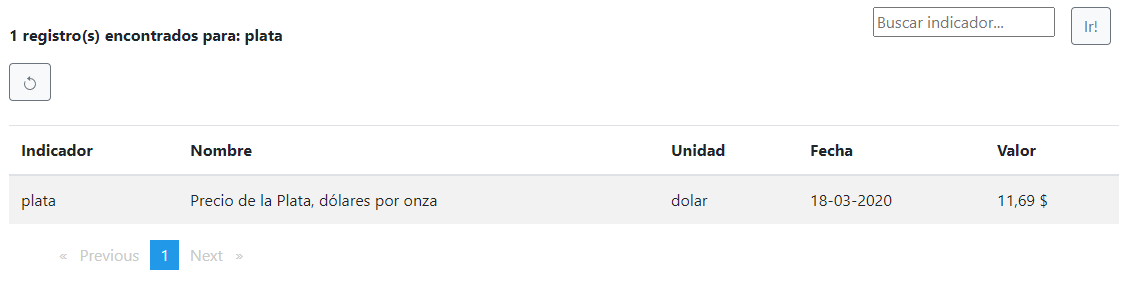 Buscar indicador... Ir!
1 registro(s) encontrados para: plata
Indicador Nombre Unidad Fecha Valor
plata Precio de la Plata, dólares por onza dolar 18-03-2020 11,69 $
« Previous 1 Next »